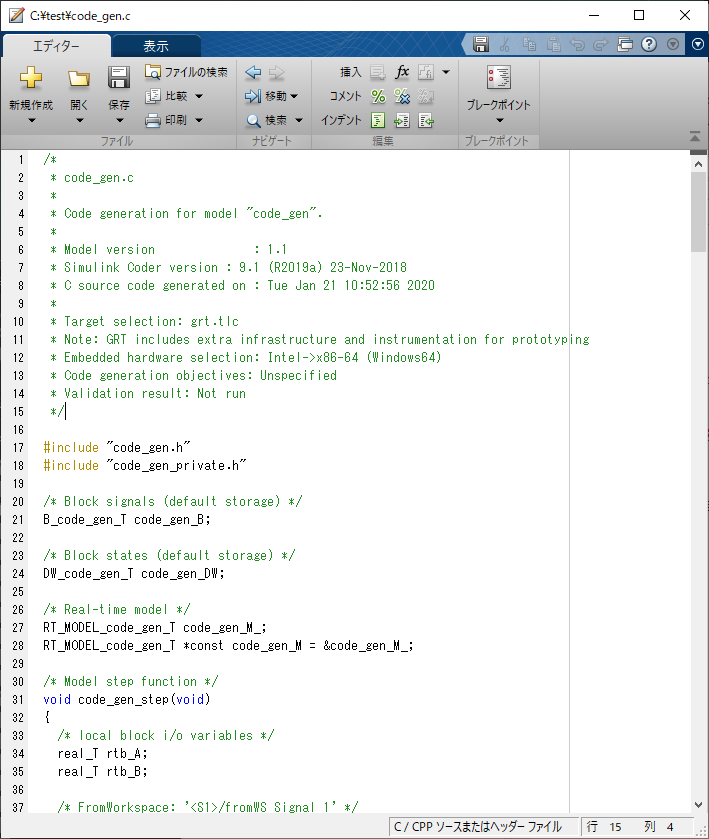 C:¥test¥code_gen.c
エディター 表示
新規作成 開く 保存 ファイルの検索 比較 印刷 移動 検索 挿入 fx コメント % インデント ブレークポイント
ファイル ナビゲート 編集 ブレークポイント
1 /*
2 * code_gen.c
3 *
4 * Code generation for model "code_gen".
5 *
6 * Model version : 1.1
7 * Simulink Coder version : 9.1 (R2019a) 23-Nov-2018
8 * C source code generated on : Tue Jan 21 10:52:56 2020
9 *
10 * Target selection: grt.tlc
11 * Note: GRT includes extra infrastructure and instrumentation for prototyping
12 * Embedded hardware selection: Intel->x86-64 (Windows64)
13 * Code generation objectives: Unspecified
14 * Validation result: Not run
15 */
16
17 #include "code_gen.h"
18 #include "code_gen_private.h"
19
20 /* Block signals (default storage) */
21 B_code_gen_T code_gen_B;
22
23 /* Block states (default storage) */
24 DW_code_gen_T code_gen_DW;
25
26 /* Real-time model */
27 RT_MODEL_code_gen_T code_gen_M_;
28 RT_MODEL_code_gen_T *const code_gen_M = &code_gen_M_;
29
30 /* Model step function */
31 void code_gen_step(void)
32 {
33 /* local block i/o variables */
34 real_T rtb_A;
35 real_T rtb_B;
36
37 /* FromWorkspace: '<S1>/fromWS Signal 1' */
C / CPP ソースまたはヘッダー ファイル 行 15 列 4